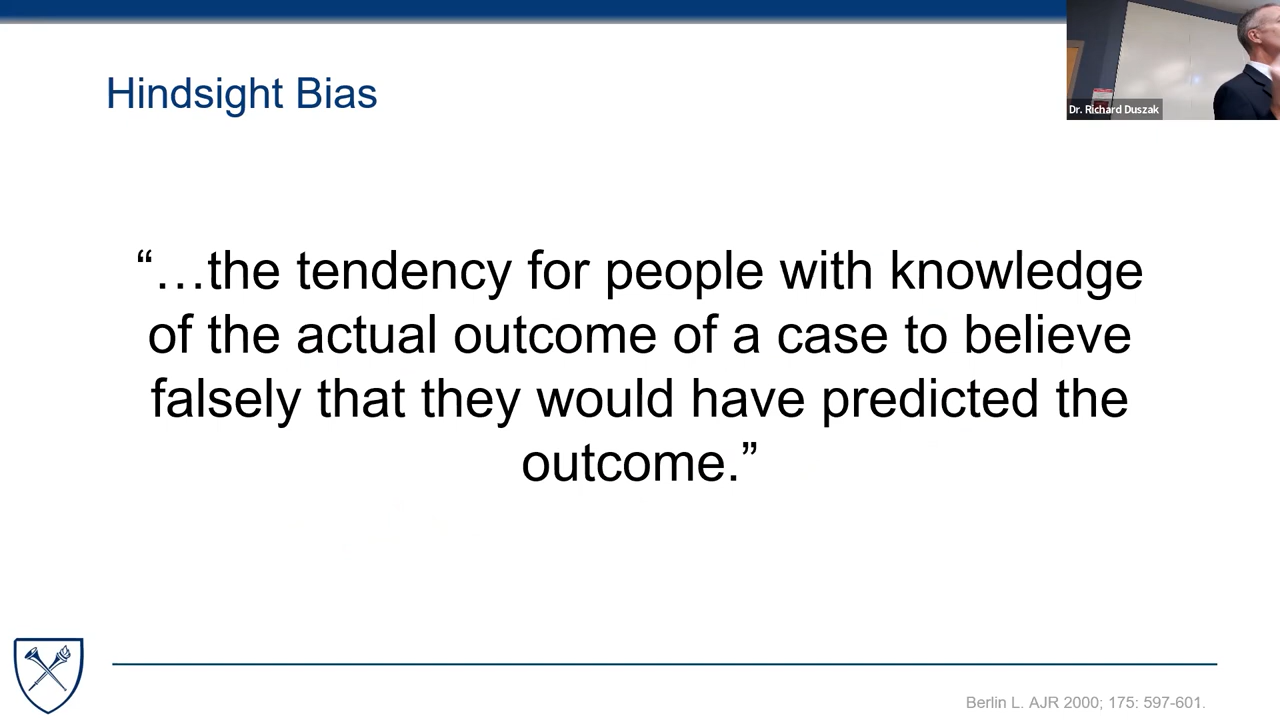 Hindsight Bias
Dr. Richard Duszak
“…the tendency for people with knowledge
of the actual outcome of a case to believe
falsely that they would have predicted the
outcome.”
Berlin L. AJR 2000; 175: 597-601.